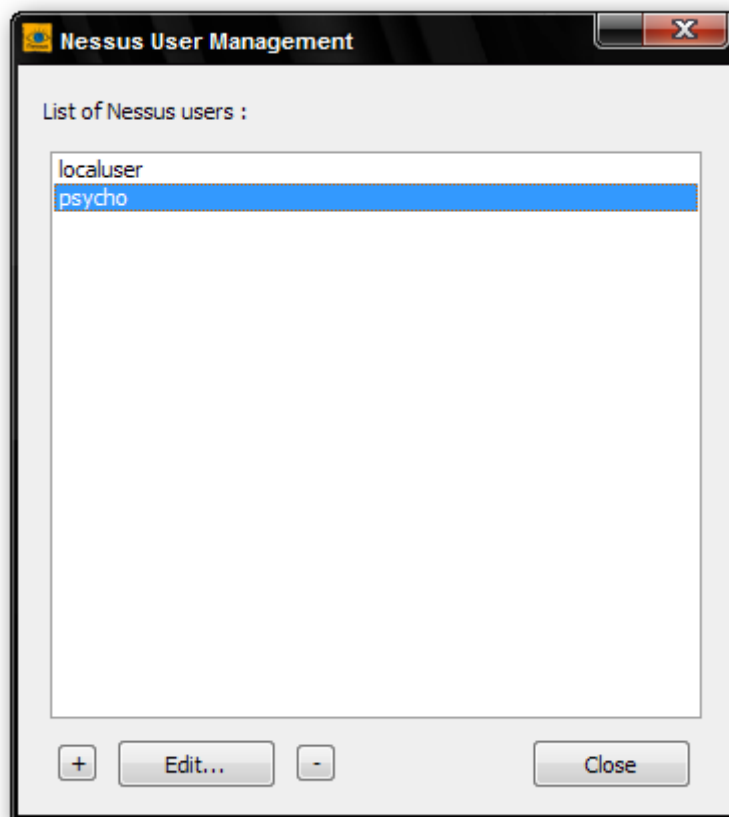 Nessus User Management
X
List of Nessus users :
localuser
psycho
+ Edit... - Close